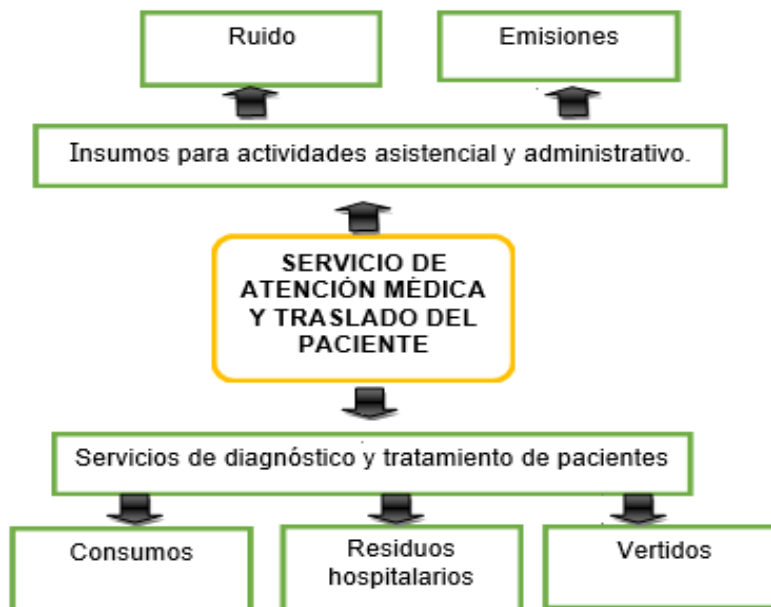 Ruido
Emisiones
Insumos para actividades asistencial y administrativo.
SERVICIO DE
ATENCIÓN MÉDICA
Y TRASLADO DEL
PACIENTE
Servicios de diagnóstico y tratamiento de pacientes
Consumos
Residuos
hospitalarios
Vertidos